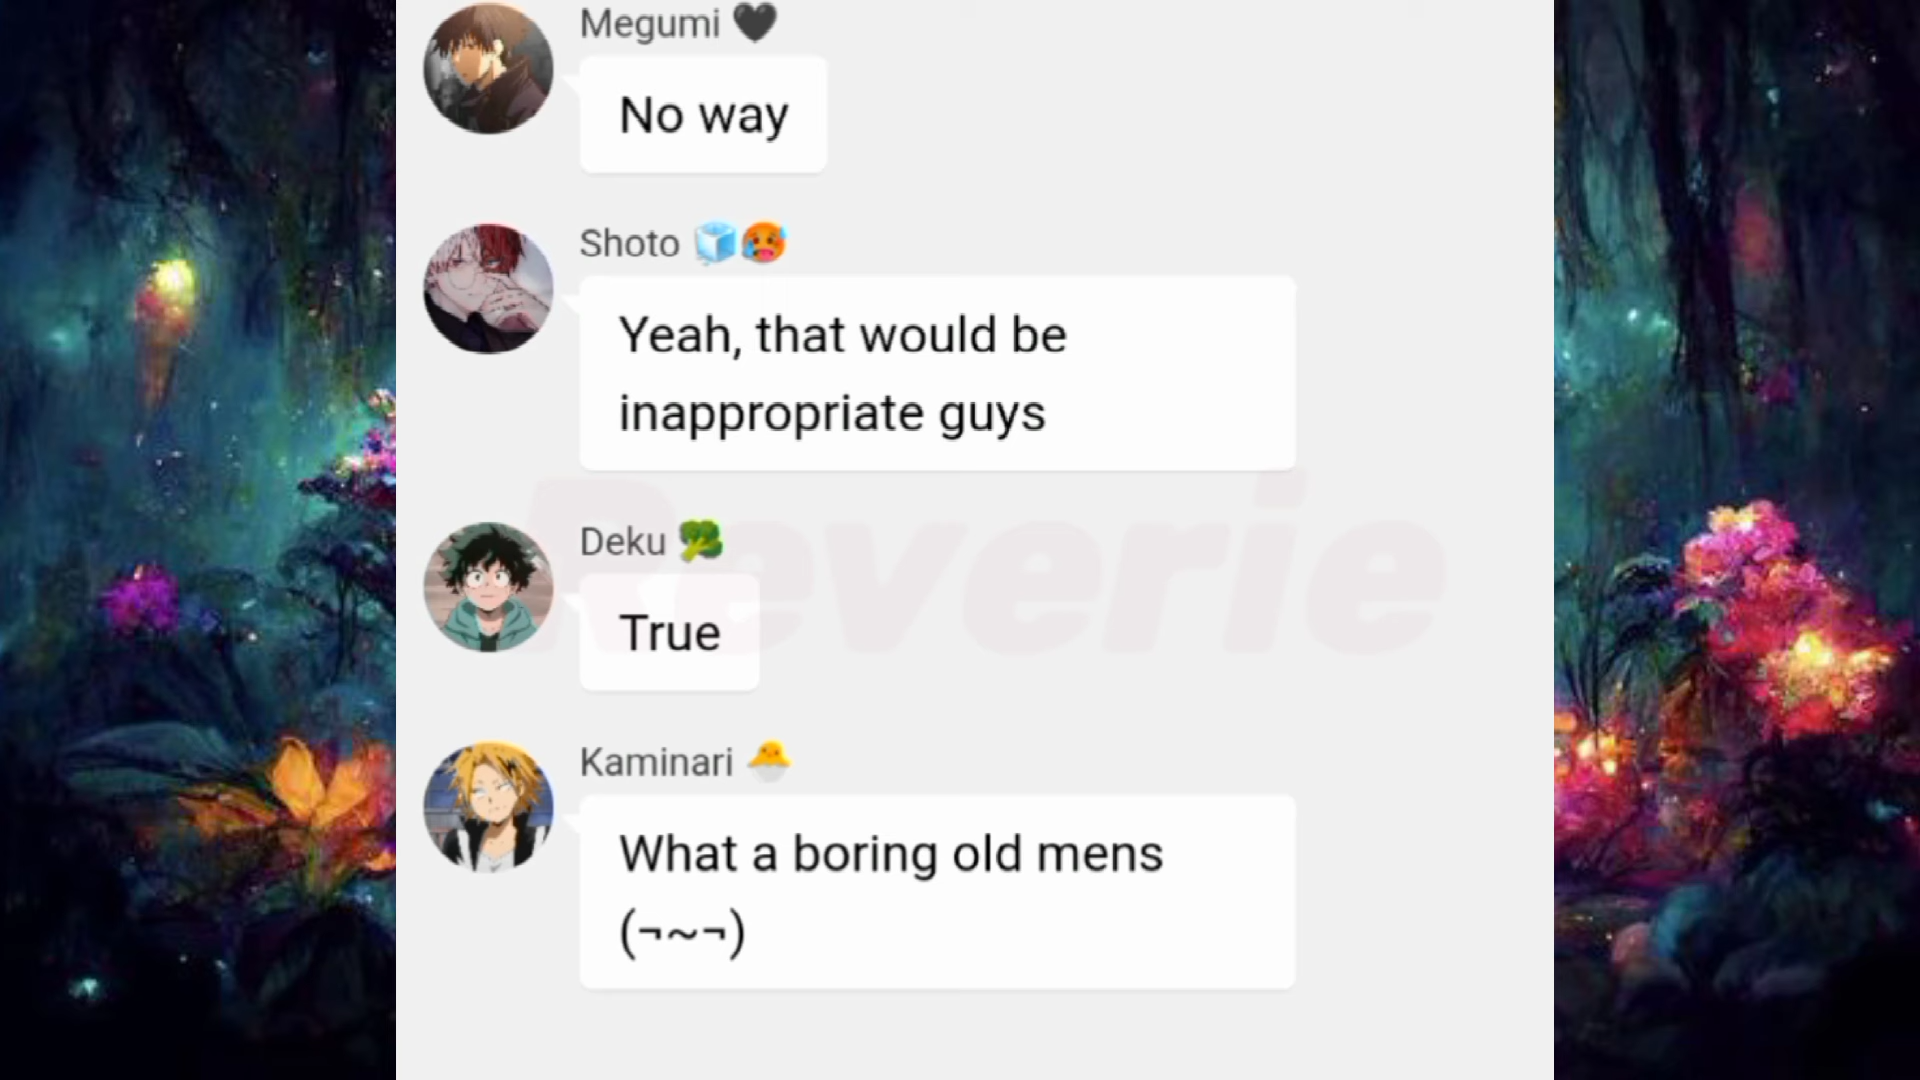 Megumi 🖤
No way
Shoto 🧊🥵
Yeah, that would be
inappropriate guys
Reverie
Deku 🥦
True
Kaminari 🐣
What a boring old mens
(¬~¬)